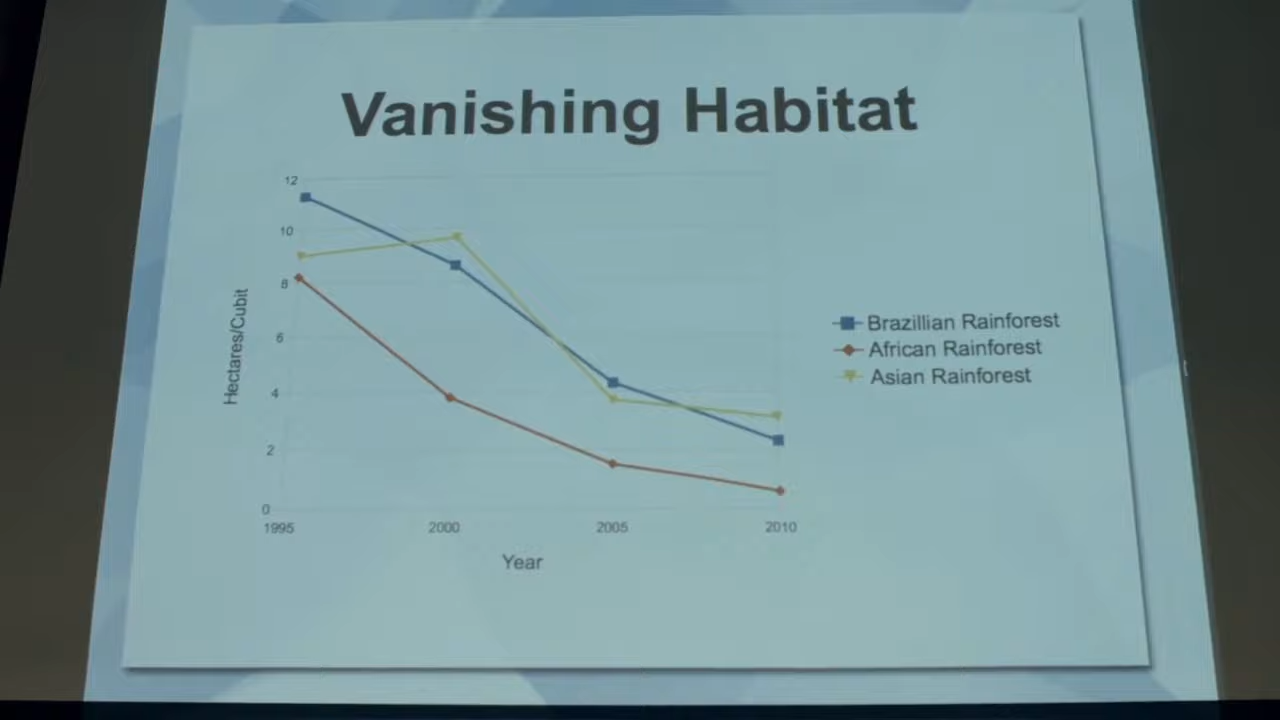 Vanishing Habitat
12
10
8
6
4
2
0
Hectares/Cubit
1995 2000 2005 2010
Year
Brazillian Rainforest
African Rainforest
Asian Rainforest